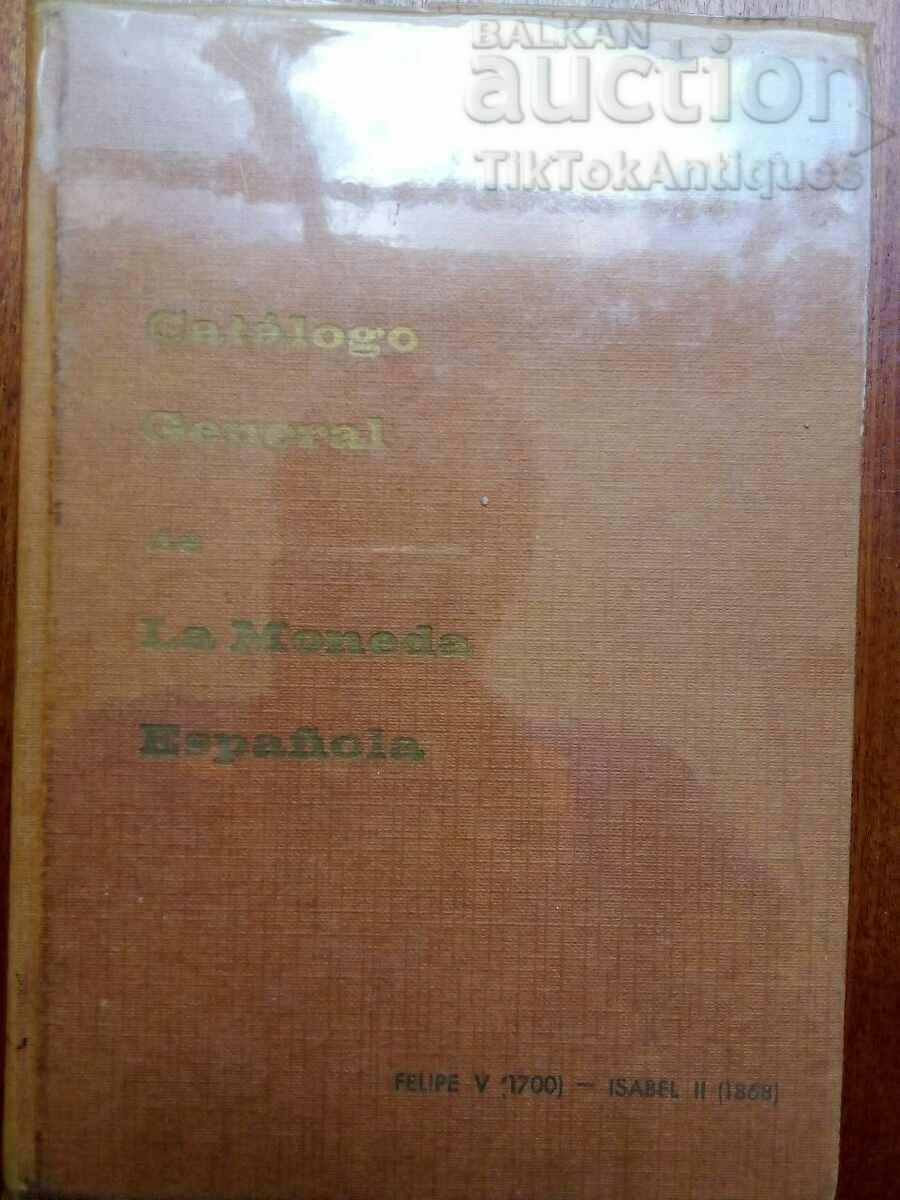 BALKAN
auction
TikTokAntiques
Catálogo
General
de
La Moneda
Española
FELIPE V (1700) — ISABEL II (1868)